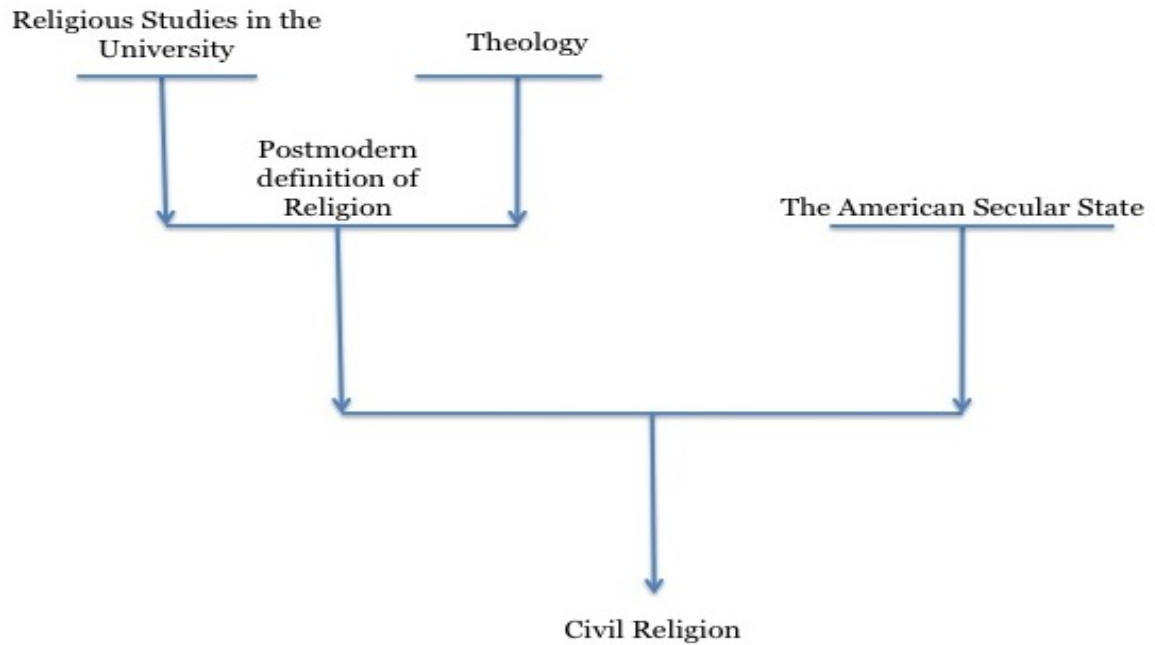 Religious Studies in the
University
Theology
Postmodern
definition of
Religion
The American Secular State
Civil Religion